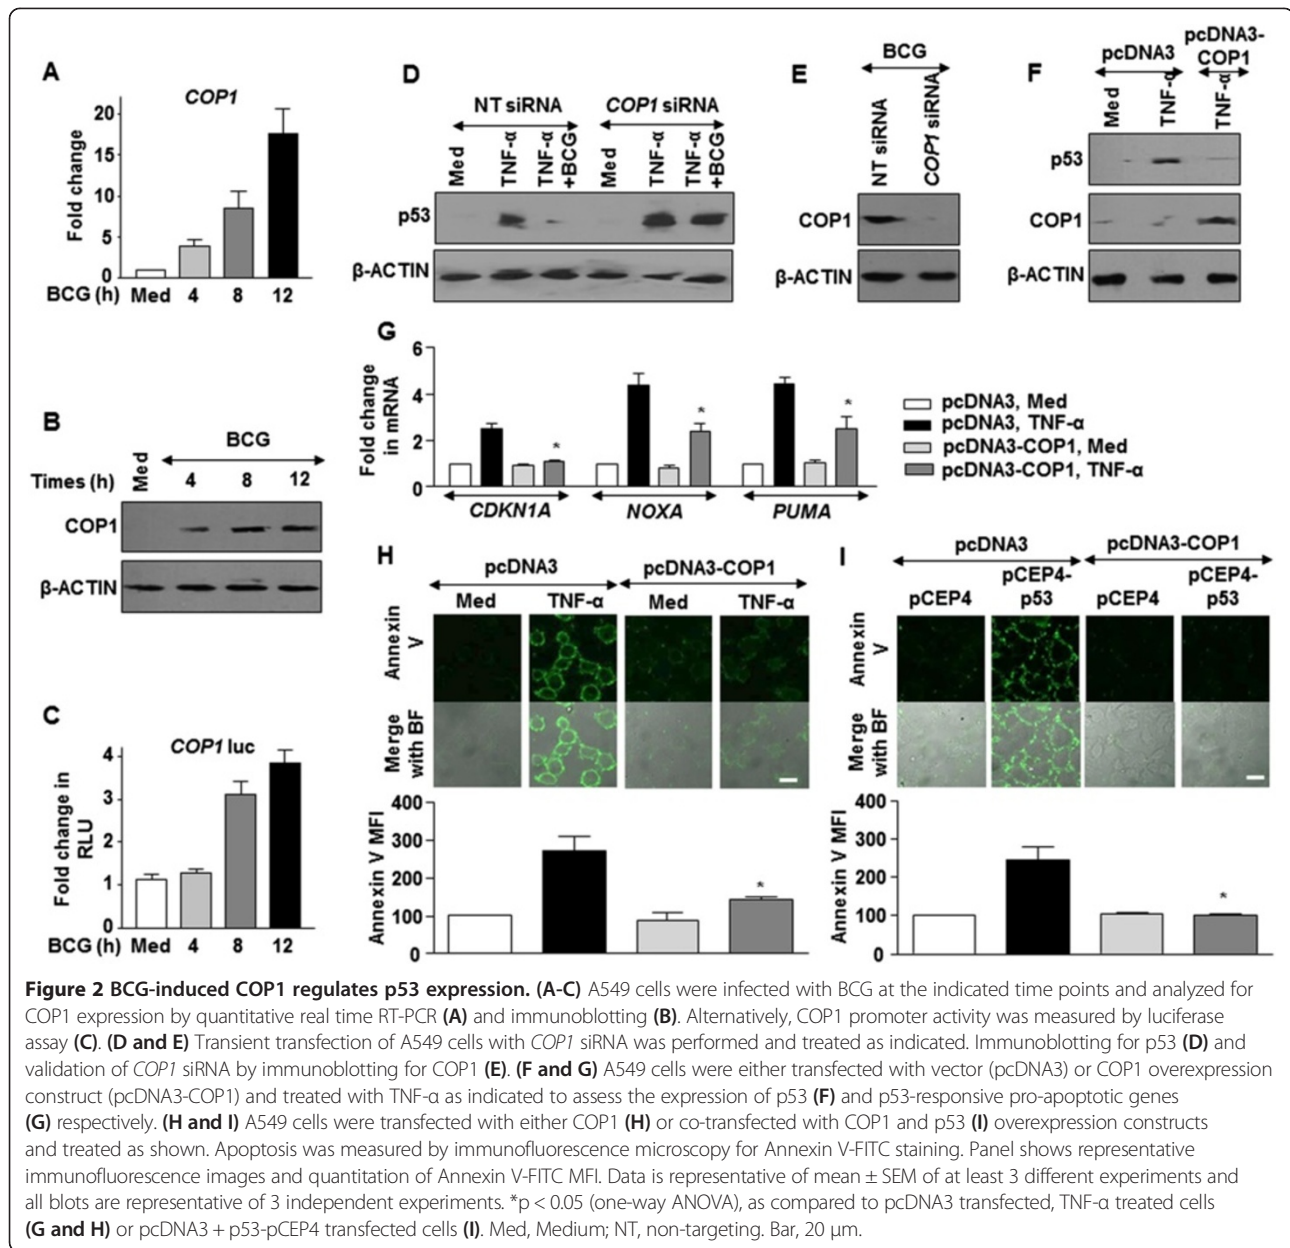 A
COP1
Fold change
20
15
10
5
0
BCG (h) Med 4 8 12
B
BCG
Med
Times (h) 4 8 12
COP1
β-ACTIN
C
COP1 luc
Fold change in
RLU
4
3
2
1
0
BCG (h) Med 4 8 12
D
NT siRNA COP1 siRNA
Med TNF-α TNF-α +BCG Med TNF-α TNF-α +BCG
p53
β-ACTIN
E
BCG
NT siRNA COP1 siRNA
COP1
β-ACTIN
F
pcDNA3 pcDNA3-
COP1
Med TNF-α TNF-α
p53
COP1
β-ACTIN
G
Fold change
in mRNA
6
4
2
0
* * *
CDKN1A NOXA PUMA
pcDNA3, Med
pcDNA3, TNF-α
pcDNA3-COP1, Med
pcDNA3-COP1, TNF-α
H
pcDNA3 pcDNA3-COP1
Med TNF-α Med TNF-α
Annexin
V
Merge
with BF
Annexin V MFI
400
300
200
100
0
*
I
pcDNA3 pcDNA3-COP1
pCEP4 pCEP4-
p53 pCEP4 pCEP4-
p53
Annexin
V
Merge
with BF
Annexin V MFI
400
300
200
100
0
*
Figure 2 BCG-induced COP1 regulates p53 expression. (A-C) A549 cells were infected with BCG at the indicated time points and analyzed for
COP1 expression by quantitative real time RT-PCR (A) and immunoblotting (B). Alternatively, COP1 promoter activity was measured by luciferase
assay (C). (D and E) Transient transfection of A549 cells with COP1 siRNA was performed and treated as indicated. Immunoblotting for p53 (D) and
validation of COP1 siRNA by immunoblotting for COP1 (E). (F and G) A549 cells were either transfected with vector (pcDNA3) or COP1 overexpression
construct (pcDNA3-COP1) and treated with TNF-α as indicated to assess the expression of p53 (F) and p53-responsive pro-apoptotic genes
(G) respectively. (H and I) A549 cells were transfected with either COP1 (H) or co-transfected with COP1 and p53 (I) overexpression constructs
and treated as shown. Apoptosis was measured by immunofluorescence microscopy for Annexin V-FITC staining. Panel shows representative
immunofluorescence images and quantitation of Annexin V-FITC MFI. Data is representative of mean ± SEM of at least 3 different experiments and
all blots are representative of 3 independent experiments. *p < 0.05 (one-way ANOVA), as compared to pcDNA3 transfected, TNF-α treated cells
(G and H) or pcDNA3 + p53-pCEP4 transfected cells (I). Med, Medium; NT, non-targeting. Bar, 20 μm.